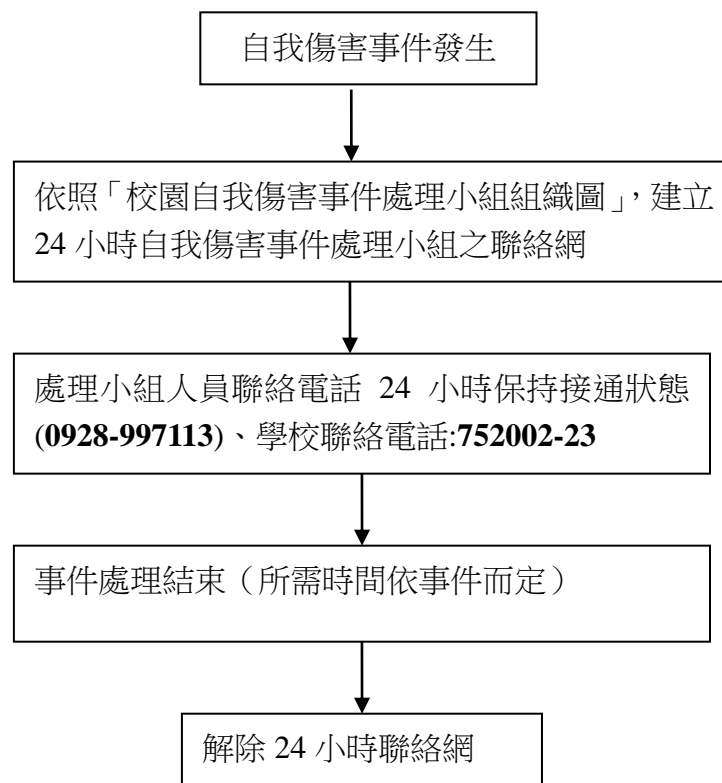 自我傷害事件發生
依照「校園自我傷害事件處理小組組織圖」，建立
24 小時自我傷害事件處理小組之聯絡網
處理小組人員聯絡電話 24 小時保持接通狀態
(0928-997113)、學校聯絡電話:752002-23
事件處理結束（所需時間依事件而定）
解除 24 小時聯絡網